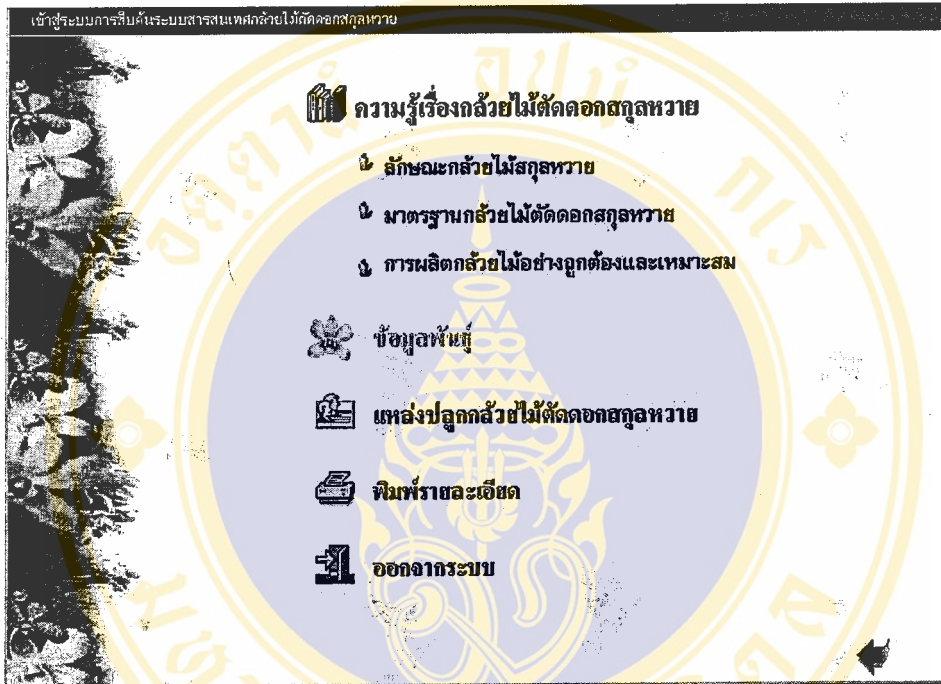 เข้าสู่ระบบการสืบค้นระบบสารสนเทศกล้วยไม้ตัดดอกสกุลหวาย
ความรู้เรื่องกล้วยไม้ตัดดอกสกุลหวาย
ลักษณะกล้วยไม้สกุลหวาย
มาตรฐานกล้วยไม้ตัดดอกสกุลหวาย
การผลิตกล้วยไม้อย่างถูกต้องและเหมาะสม
ข้อมูลพันธุ์
แหล่งปลูกกล้วยไม้ตัดดอกสกุลหวาย
พิมพ์รายละเอียด
ออกจากระบบ